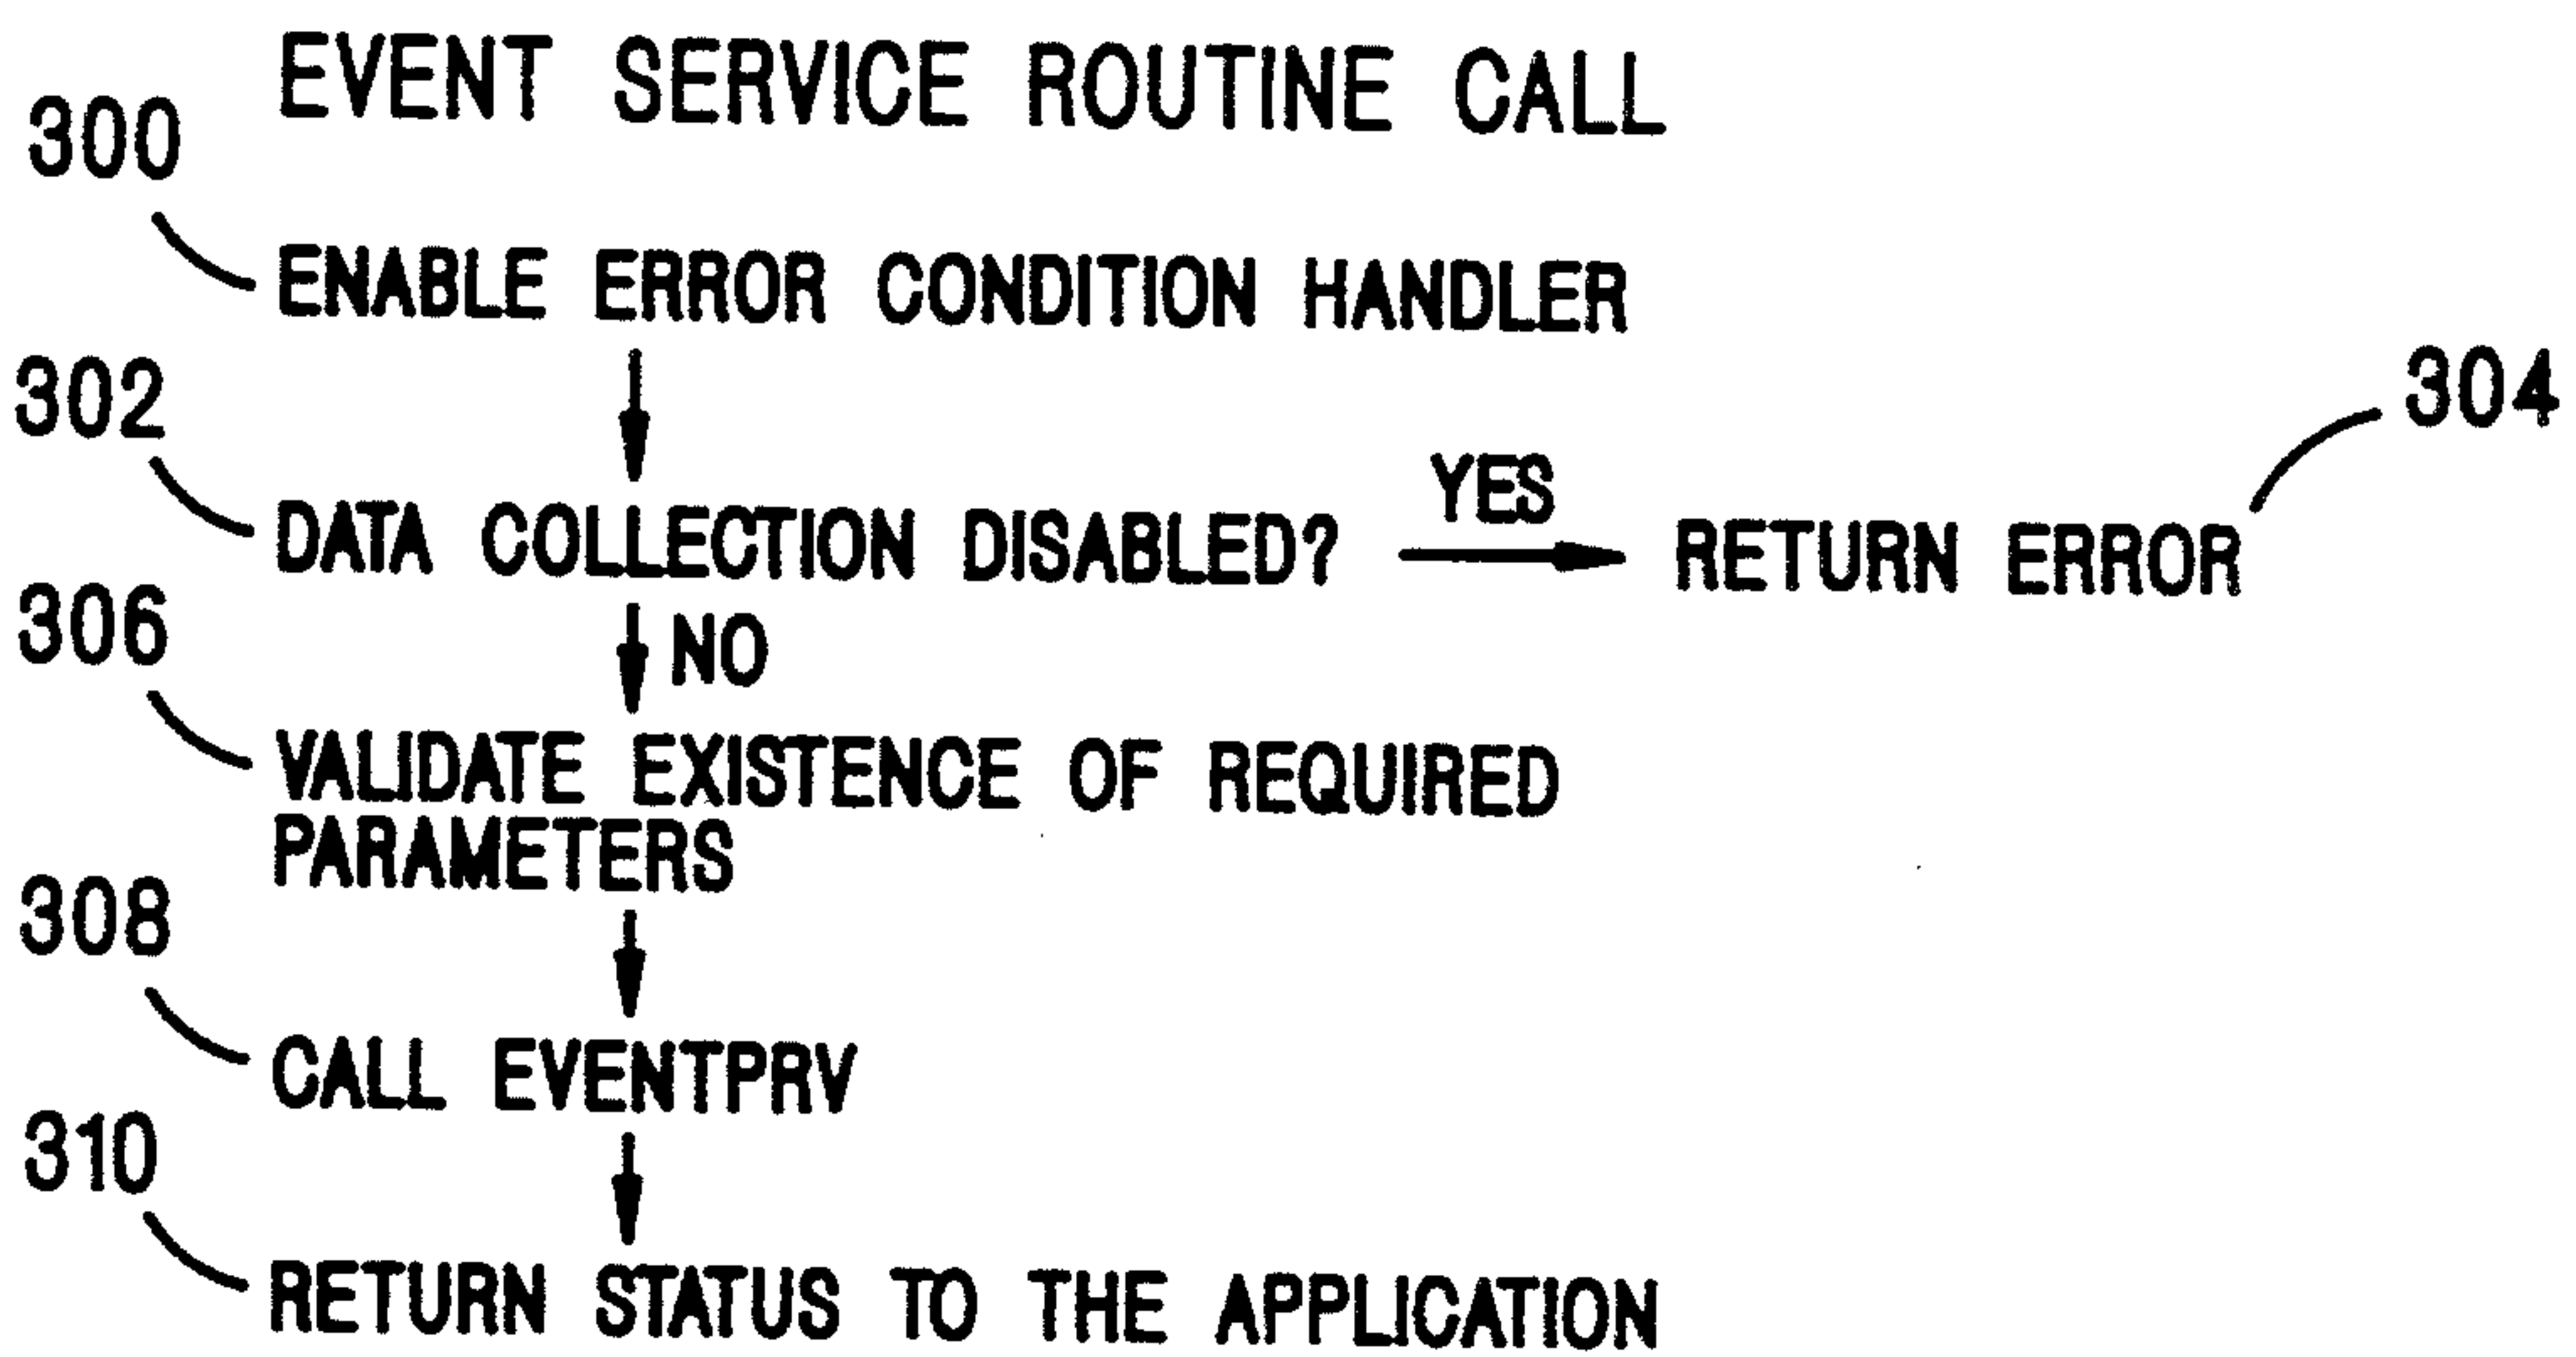 EVENT SERVICE ROUTINE CALL
300
ENABLE ERROR CONDITION HANDLER
302
304
YES
DATA COLLECTION DISABLED?
RETURN ERROR
306
NO
VALIDATE EXISTENCE OF REQUIRED
PARAMETERS
308
CALL EVENTPRV
310
RETURN STATUS TO THE APPLICATION